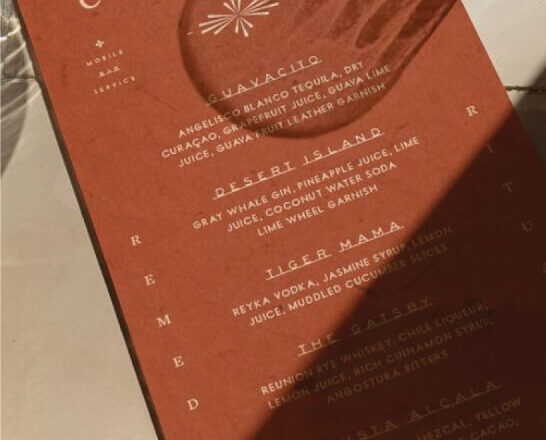 MOBILE
BAR
SERVICE
GUAVACITO
ANGELISCO BLANCO TEQUILA, DRY
CURAÇAO, GRAPEFRUIT JUICE, GUAVA LIME
JUICE, GUAVA FRUIT LEATHER GARNISH
DESERT ISLAND
GRAY WHALE GIN, PINEAPPLE JUICE, LIME
JUICE, COCONUT WATER SODA
LIME WHEEL GARNISH
TIGER MAMA
REYKA VODKA, JASMINE SYRUP, LEMON
JUICE, MUDDLED CUCUMBER SLICES
THE GATSBY
REUNION RYE WHISKEY, CHILE LIQUEUR,
LEMON JUICE, RICH CINNAMON SYRUP,
ANGOSTURA BITTERS
STA ALCALA
MEZCAL, YELLOW
CACAO,
R
E
M
E
D
R
I
T
U